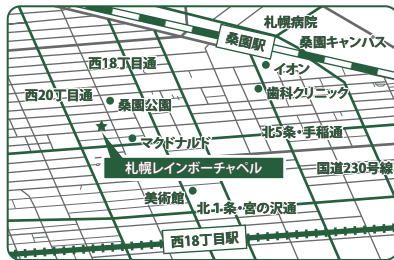 札幌病院
桑園駅
桑園キャンパス
西18丁目通
イオン
西20丁目通
桑園公園
歯科クリニック
マクドナルド
北5条・手稲通
札幌レインボーチャペル
国道230号線
美術館
北1条・宮の沢通
西18丁目駅